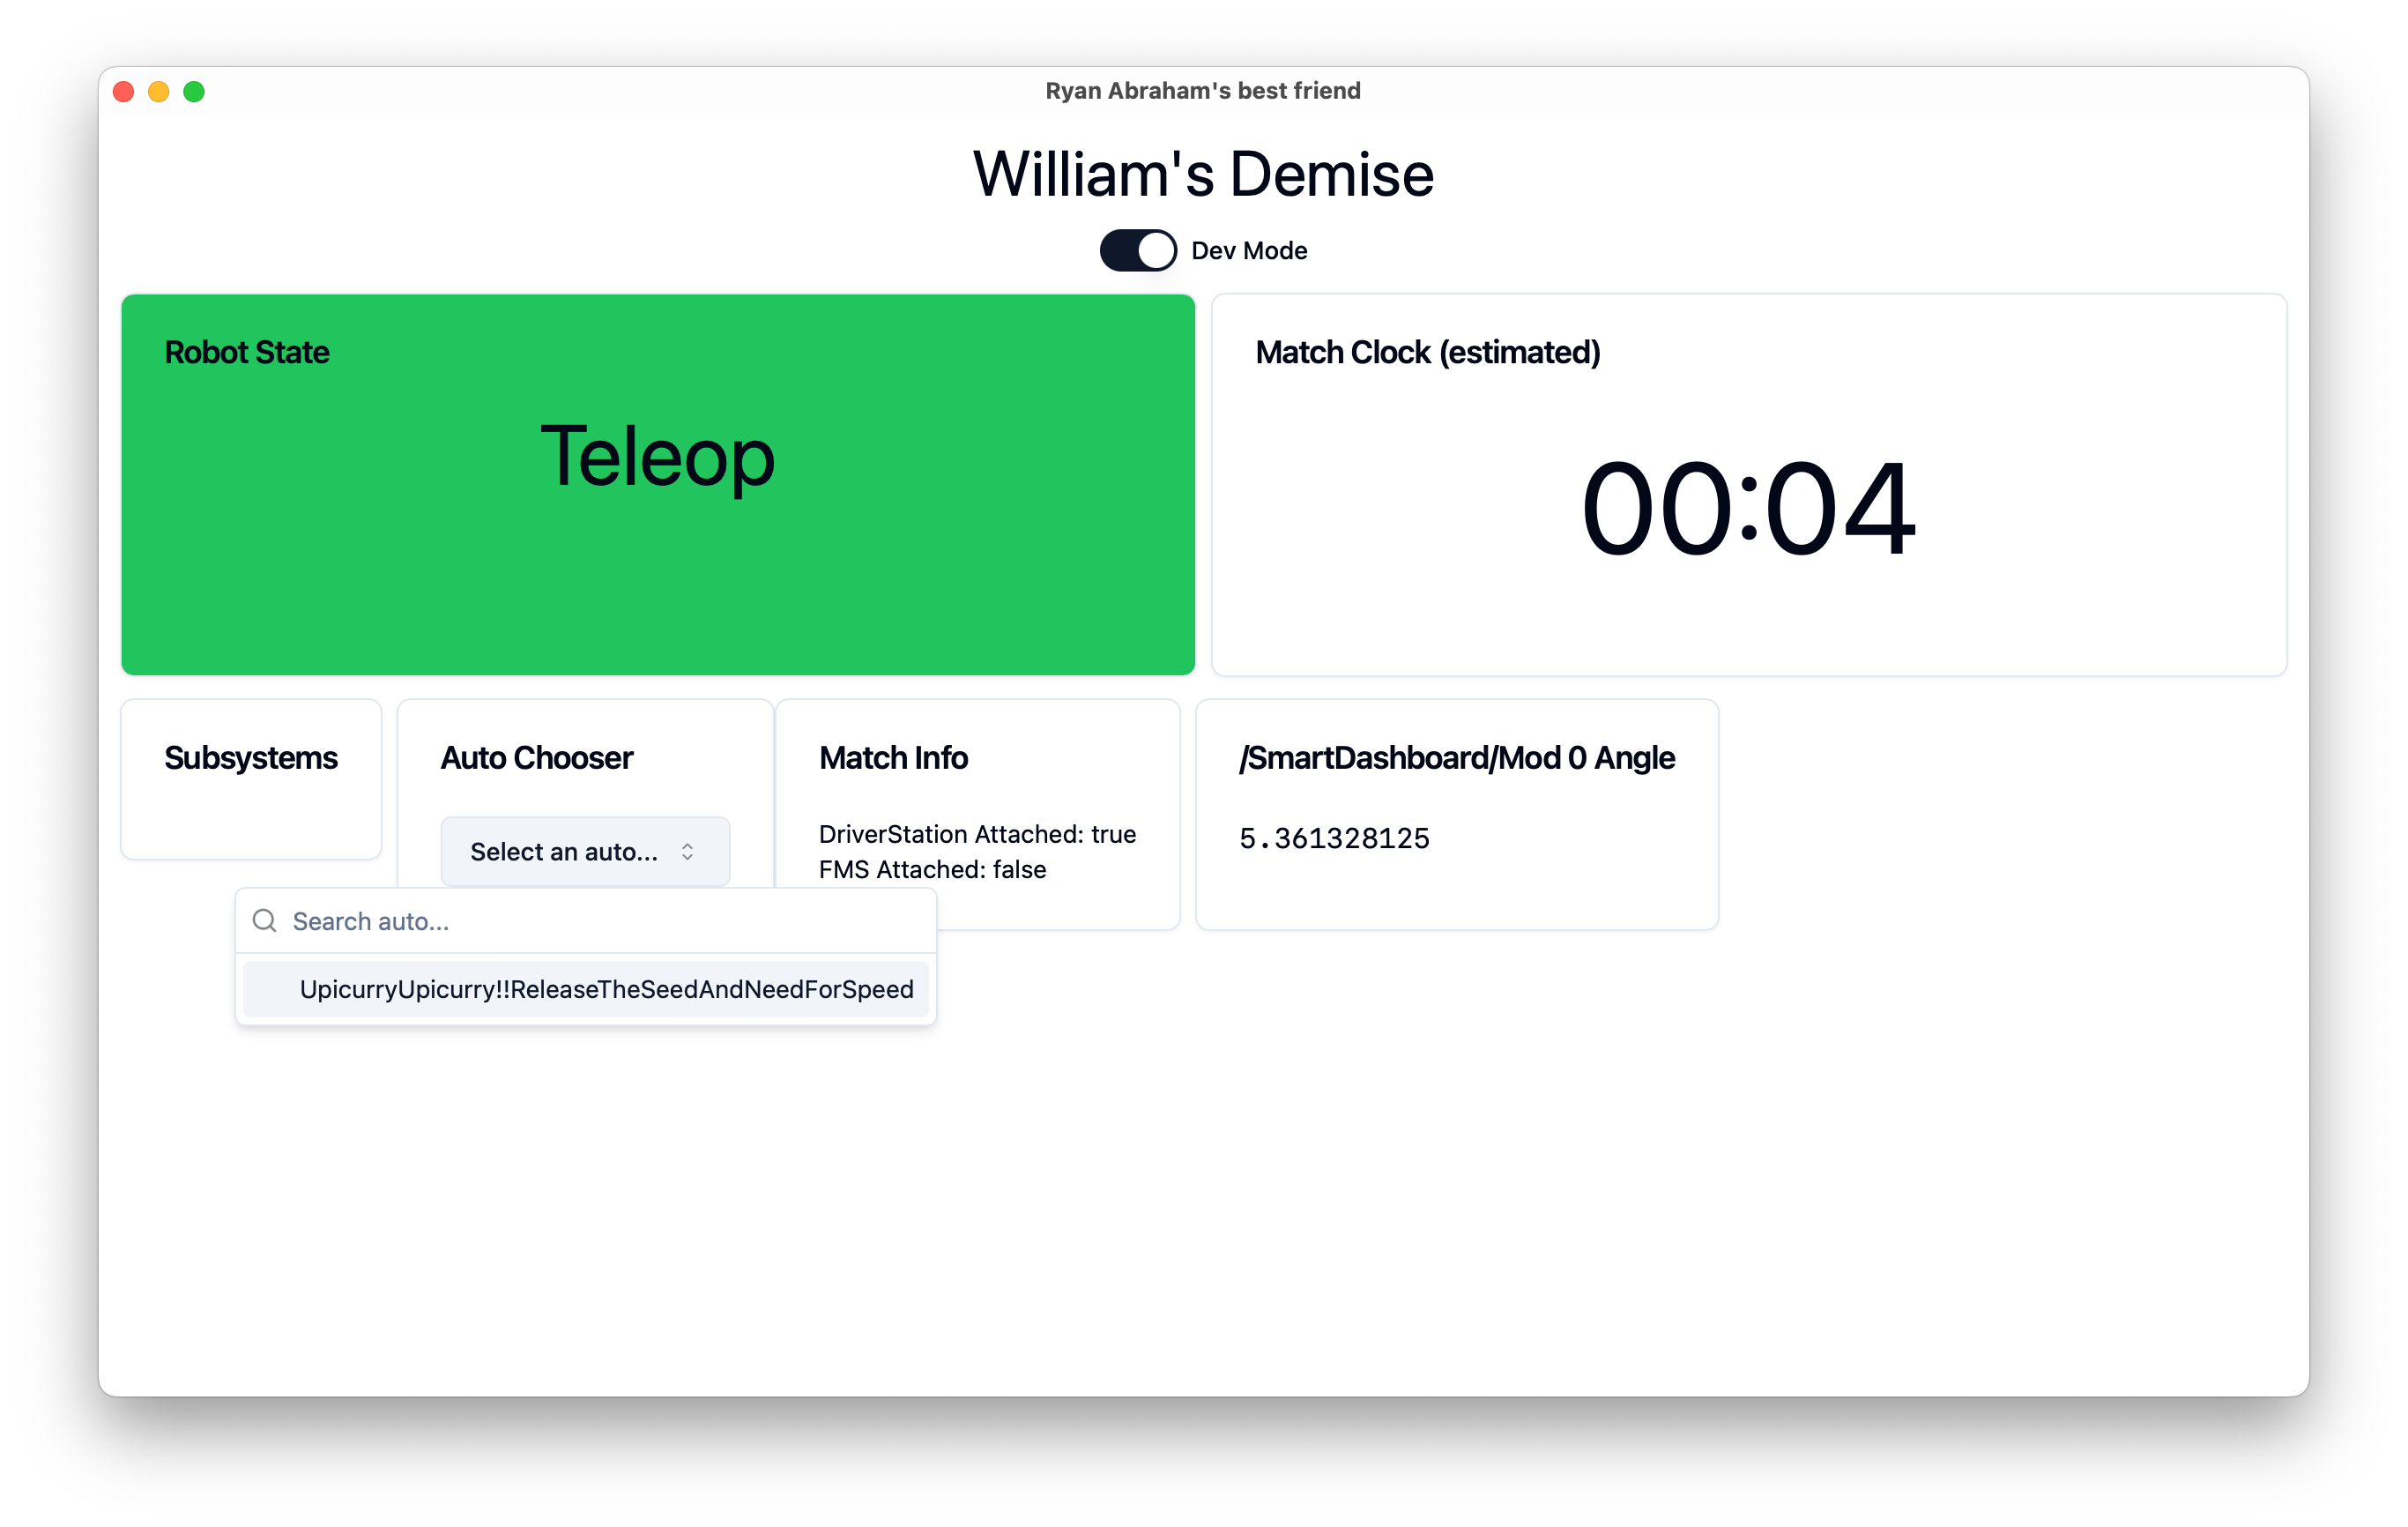 Ryan Abraham's best friend
William's Demise
Dev Mode
Robot State
Teleop
Match Clock (estimated)
00:04
Subsystems
Auto Chooser
Select an auto...
Search auto...
UpicurryUpicurry!!ReleaseTheSeedAndNeedForSpeed
Match Info
DriverStation Attached: true
FMS Attached: false
/SmartDashboard/Mod 0 Angle
5.361328125